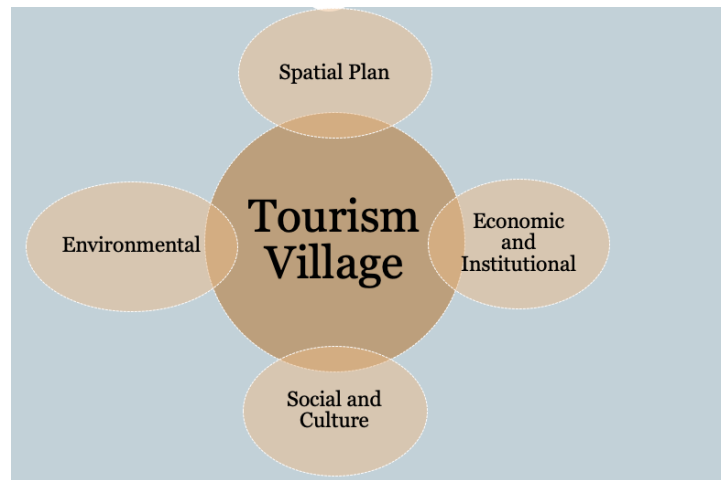 Spatial Plan
Environmental
Tourism
Village
Economic
and
Institutional
Social and
Culture